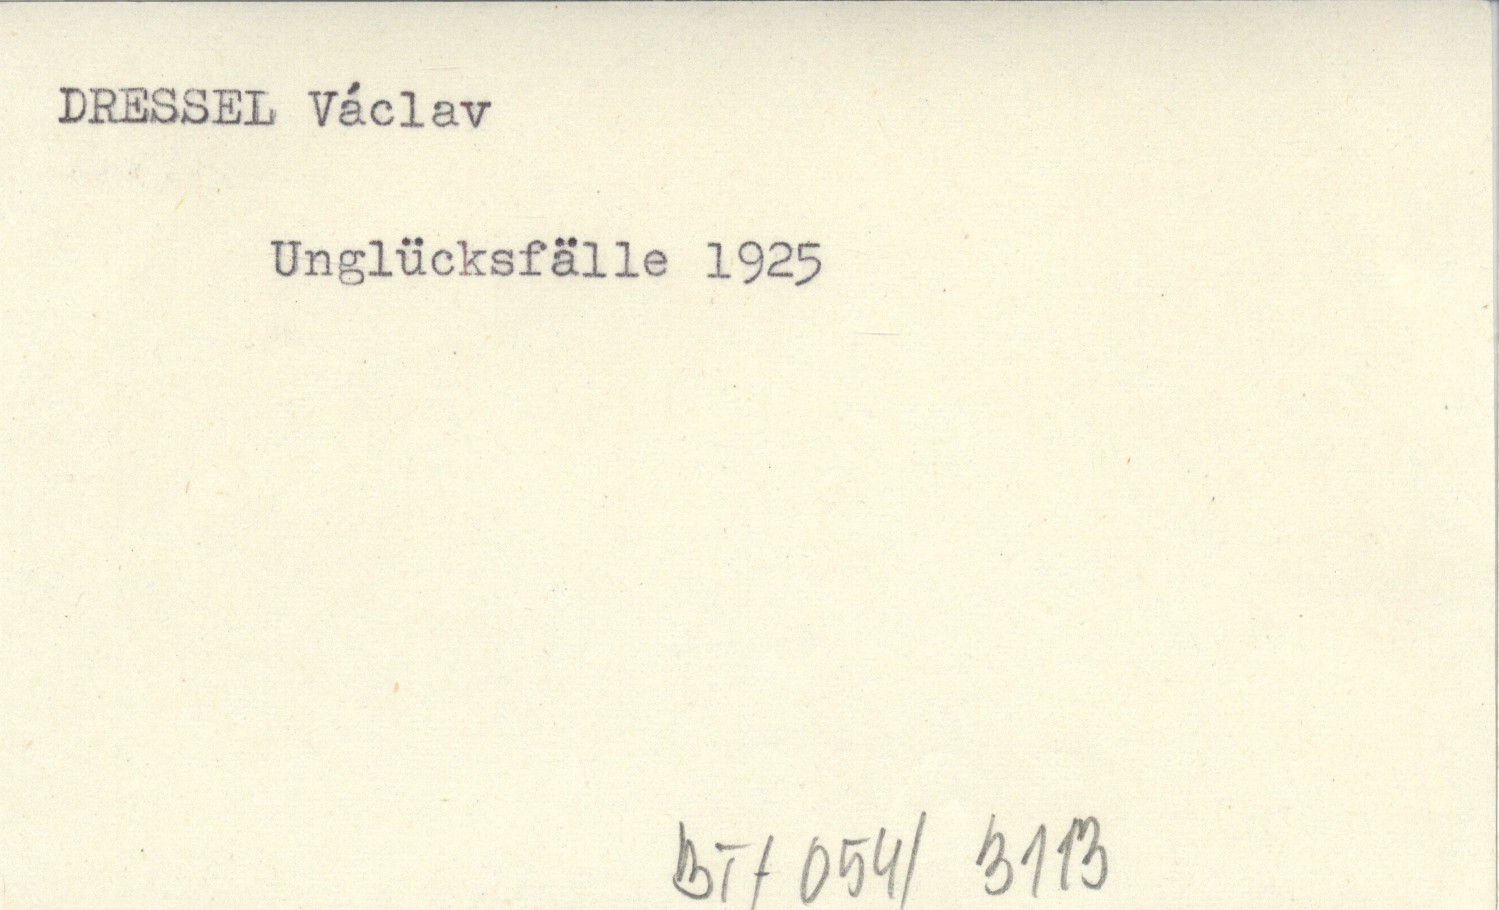 DRESSEL Václav
Unglücksfälle 1925
BT/ 054/ 3113